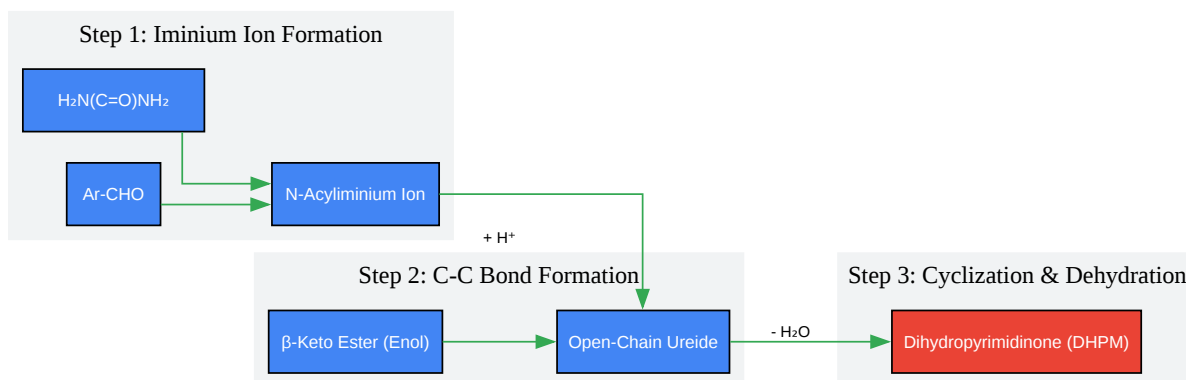 Step 1: Iminium Ion Formation
H₂N(C=O)NH₂
Ar-CHO
N-Acyliminium Ion
+ H⁺
Step 2: C-C Bond Formation
β-Keto Ester (Enol)
Open-Chain Ureide
- H₂O
Step 3: Cyclization & Dehydration
Dihydropyrimidinone (DHPM)